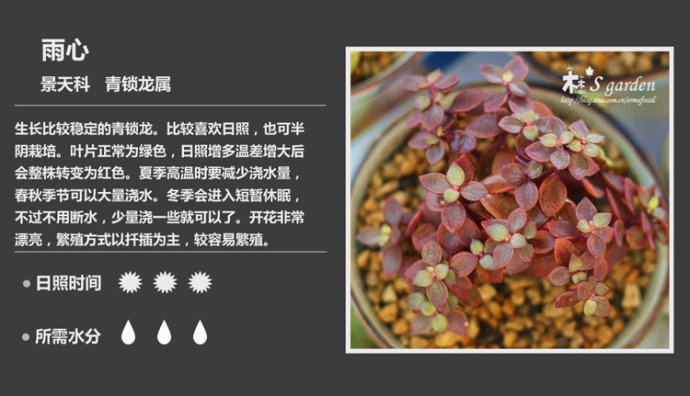 雨心
景天科 青锁龙属
生长比较稳定的青锁龙。比较喜欢日照，也可半
阴栽培。叶片正常为绿色，日照增多温差增大后
会整株转变为红色。夏季高温时要减少浇水量，
春秋季节可以大量浇水。冬季会进入短暂休眠，
不过不用断水，少量浇一些就可以了。开花非常
漂亮，繁殖方式以扦插为主，较容易繁殖。
日照时间
所需水分
'S garden
http://blog.sina.com.cn/ermufossil